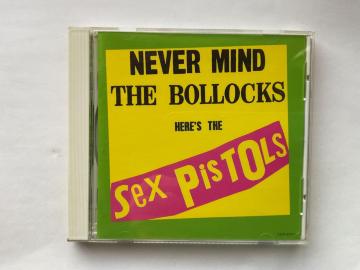 NEVER MIND
THE BOLLOCKS
HERE'S THE
Sex PisTOLs